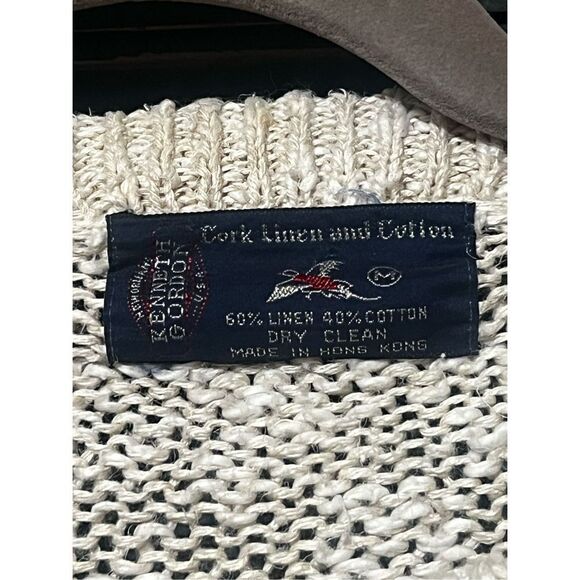 Cork Linen and Cotton
KENNETH
GORDON
U.S.A.
M
60% LINEN 40% COTTON
DRY CLEAN
MADE IN HONG KONG